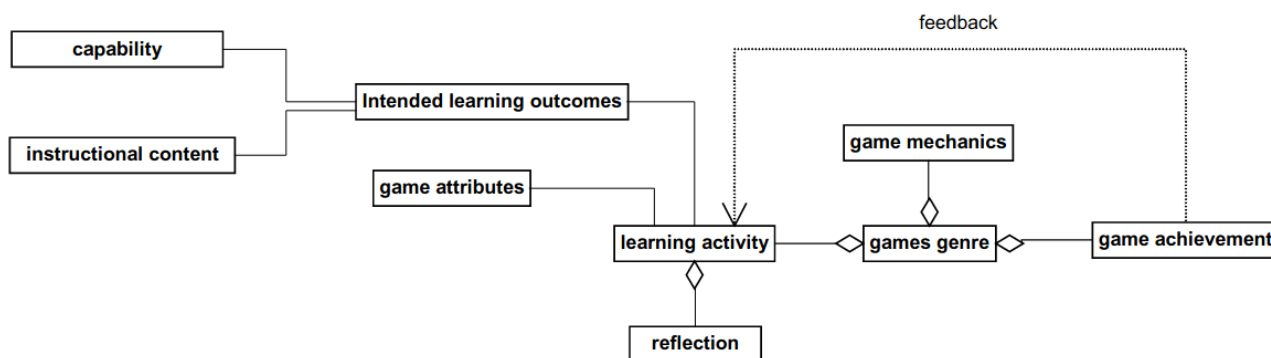 feedback
capability
Intended learning outcomes
game mechanics
instructional content
game attributes
learning activity
games genre
game achievement
reflection